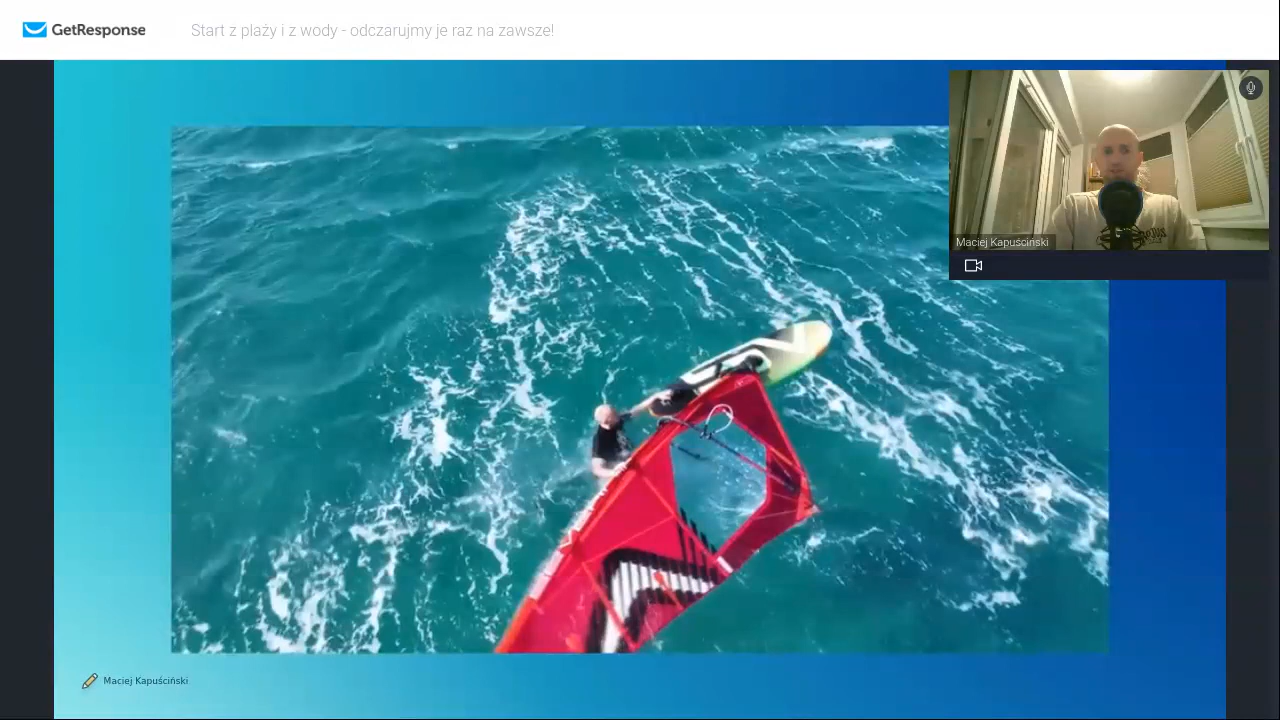 GetResponse
Start z plaży i z wody - odczarujmy je raz na zawsze!
Maciej Kapuściński
Maciej Kapuściński